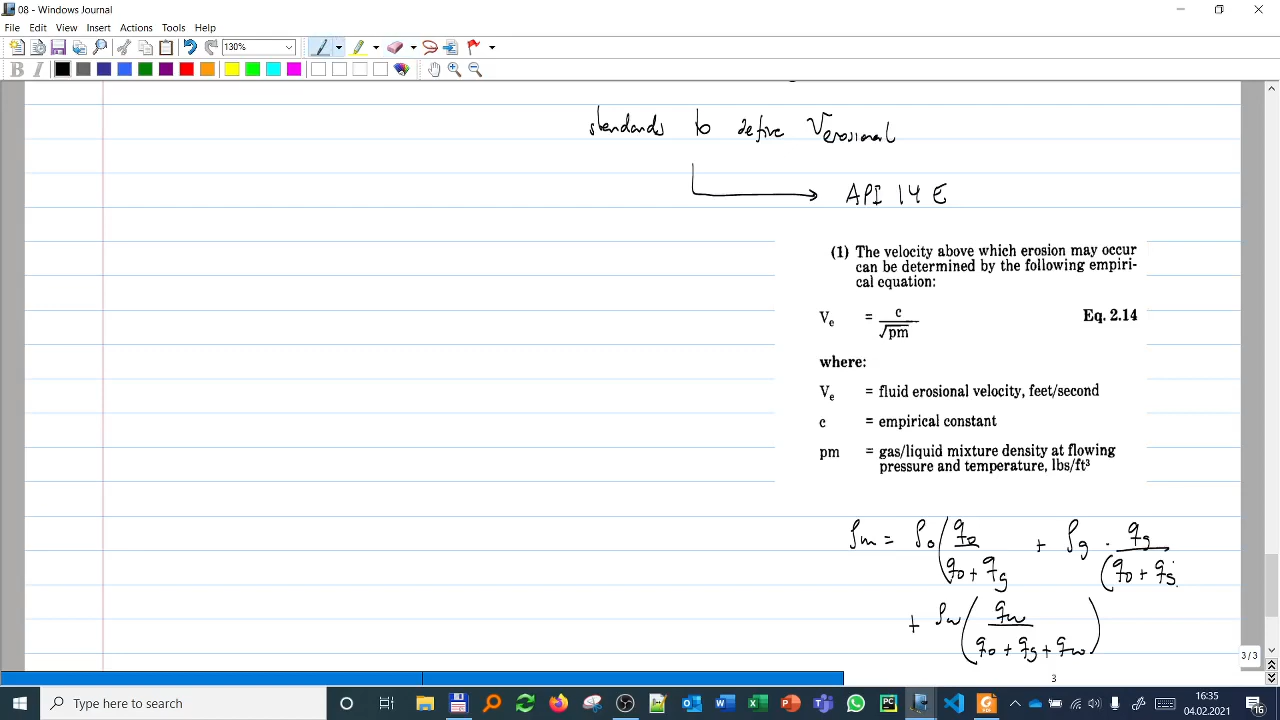 08 - Windows Journal
File Edit View Insert Actions Tools Help
130%
B I
standards to define Verosional
API 14 E
(1) The velocity above which erosion may occur
can be determined by the following empiri-
cal equation:
Ve = c / √pm Eq. 2.14
where:
Ve = fluid erosional velocity, feet/second
c = empirical constant
pm = gas/liquid mixture density at flowing
pressure and temperature, lbs/ft³
ρm = ρo (qo / qo + qg + ρg · qg / (qo + qg
+ ρw ( qw / qo + qg + qw )
3/3
3
Type here to search
16:35
04.02.2021